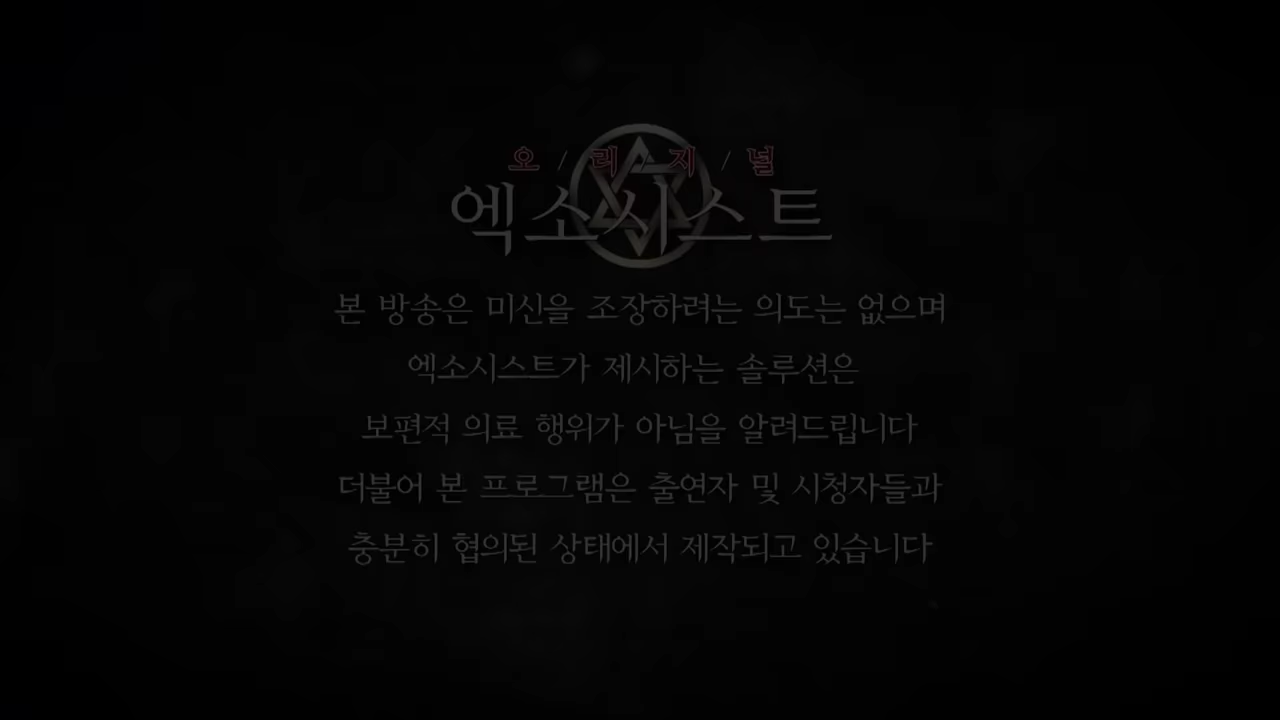 오/리/지/널
엑소시스트
본 방송은 미신을 조장하려는 의도는 없으며
엑소시스트가 제시하는 솔루션은
보편적 의료 행위가 아님을 알려드립니다
더불어 본 프로그램은 출연자 및 시청자들과
충분히 협의된 상태에서 제작되고 있습니다